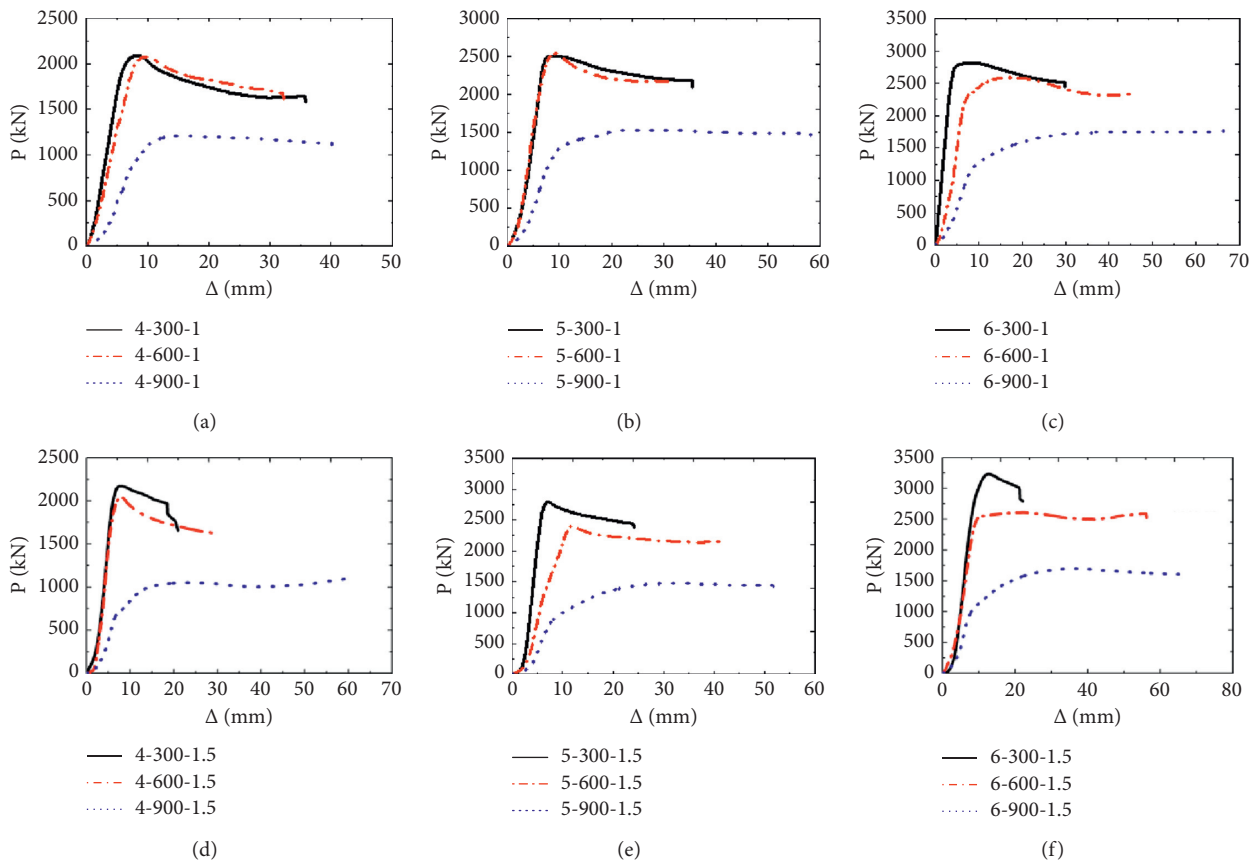 2500
2000
1500
1000
500
0
P (kN)
0 10 20 30 40 50
Δ (mm)
4-300-1
4-600-1
4-900-1
(a)
3000
2500
2000
1500
1000
500
0
P (kN)
0 10 20 30 40 50 60
Δ (mm)
5-300-1
5-600-1
5-900-1
(b)
3500
3000
2500
2000
1500
1000
500
0
P (kN)
0 10 20 30 40 50 60 70
Δ (mm)
6-300-1
6-600-1
6-900-1
(c)
2500
2000
1500
1000
500
0
P (kN)
0 10 20 30 40 50 60 70
Δ (mm)
4-300-1.5
4-600-1.5
4-900-1.5
(d)
3500
3000
2500
2000
1500
1000
500
0
P (kN)
0 10 20 30 40 50 60
Δ (mm)
5-300-1.5
5-600-1.5
5-900-1.5
(e)
3500
3000
2500
2000
1500
1000
500
0
P (kN)
0 20 40 60 80
Δ (mm)
6-300-1.5
6-600-1.5
6-900-1.5
(f)